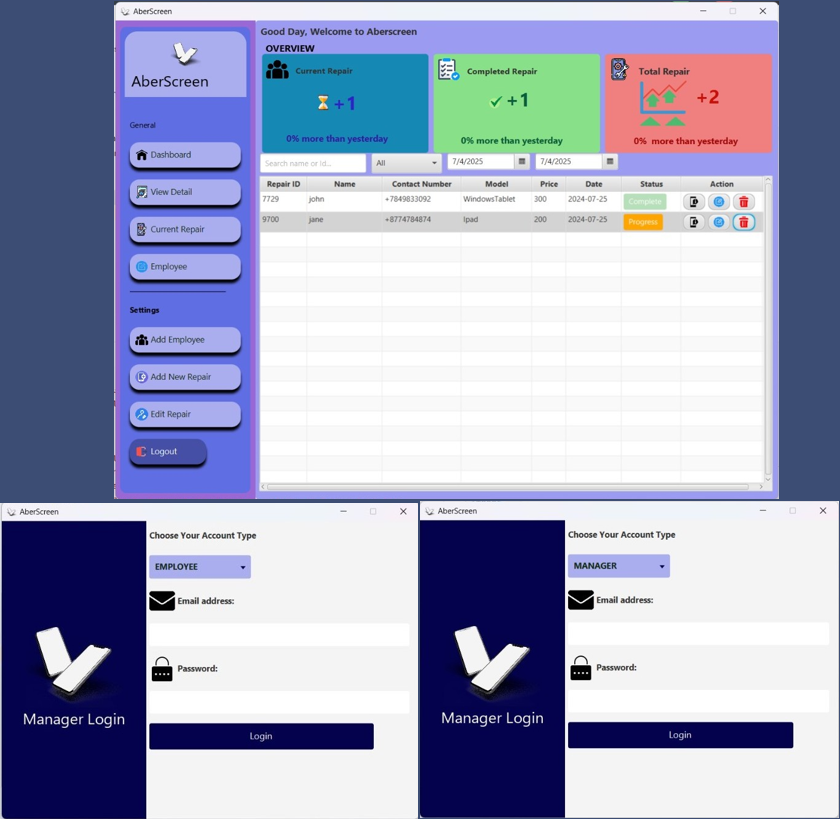 AberScreen
AberScreen
General
Dashboard
View Detail
Current Repair
Employee
Settings
Add Employee
Add New Repair
Edit Repair
Logout
Good Day, Welcome to Aberscreen
OVERVIEW
Current Repair
+1
0% more than yesterday
Completed Repair
+1
0% more than yesterday
Total Repair
+2
0% more than yesterday
Search name or id... All 7/4/2025 7/4/2025
Repair ID Name Contact Number Model Price Date Status Action
7729 john +7849833092 WindowsTablet 300 2024-07-25 Complete
9700 jane +8774784874 Ipad 200 2024-07-25 Progress
AberScreen
Manager Login
Choose Your Account Type
EMPLOYEE
Email address:
Password:
Login
AberScreen
Manager Login
Choose Your Account Type
MANAGER
Email address:
Password:
Login